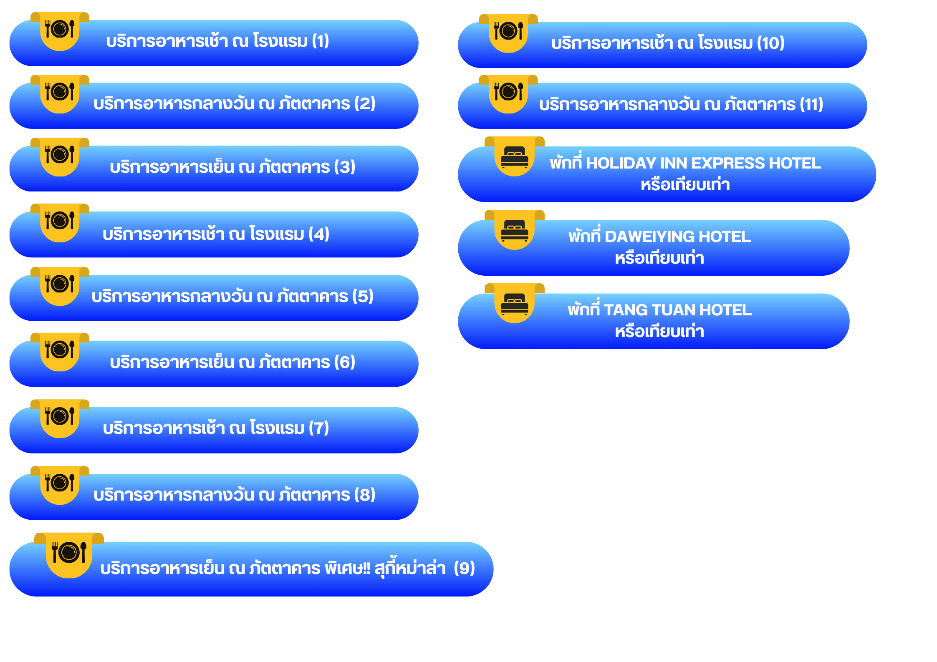 บริการอาหารเช้า ณ โรงแรม (1)
บริการอาหารกลางวัน ณ ภัตตาคาร (2)
บริการอาหารเย็น ณ ภัตตาคาร (3)
บริการอาหารเช้า ณ โรงแรม (4)
บริการอาหารกลางวัน ณ ภัตตาคาร (5)
บริการอาหารเย็น ณ ภัตตาคาร (6)
บริการอาหารเช้า ณ โรงแรม (7)
บริการอาหารกลางวัน ณ ภัตตาคาร (8)
บริการอาหารเย็น ณ ภัตตาคาร พิเศษ!! สุกี้หม่าล่า (9)
บริการอาหารเช้า ณ โรงแรม (10)
บริการอาหารกลางวัน ณ ภัตตาคาร (11)
พักที่ HOLIDAY INN EXPRESS HOTEL
หรือเทียบเท่า
พักที่ DAWEIYING HOTEL
หรือเทียบเท่า
พักที่ TANG TUAN HOTEL
หรือเทียบเท่า